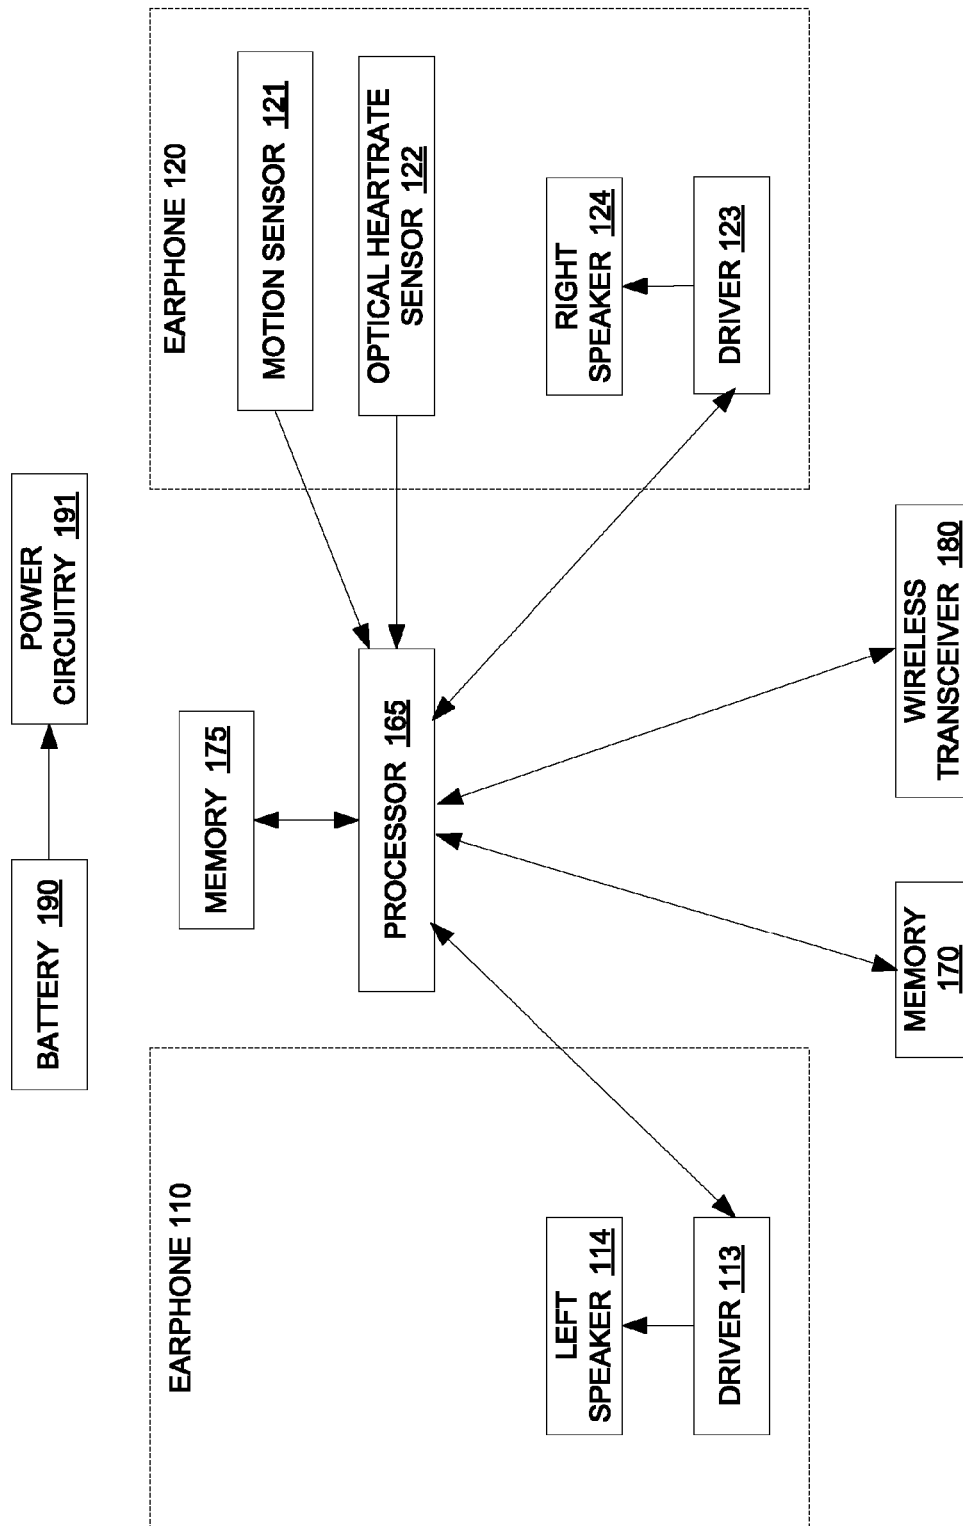 BATTERY 190
POWER
CIRCUITRY 191
EARPHONE 110
EARPHONE 120
MEMORY 175
MOTION SENSOR 121
PROCESSOR 165
OPTICAL HEARTRATE
SENSOR 122
LEFT
SPEAKER 114
RIGHT
SPEAKER 124
DRIVER 113
DRIVER 123
MEMORY
170
WIRELESS
TRANSCEIVER 180